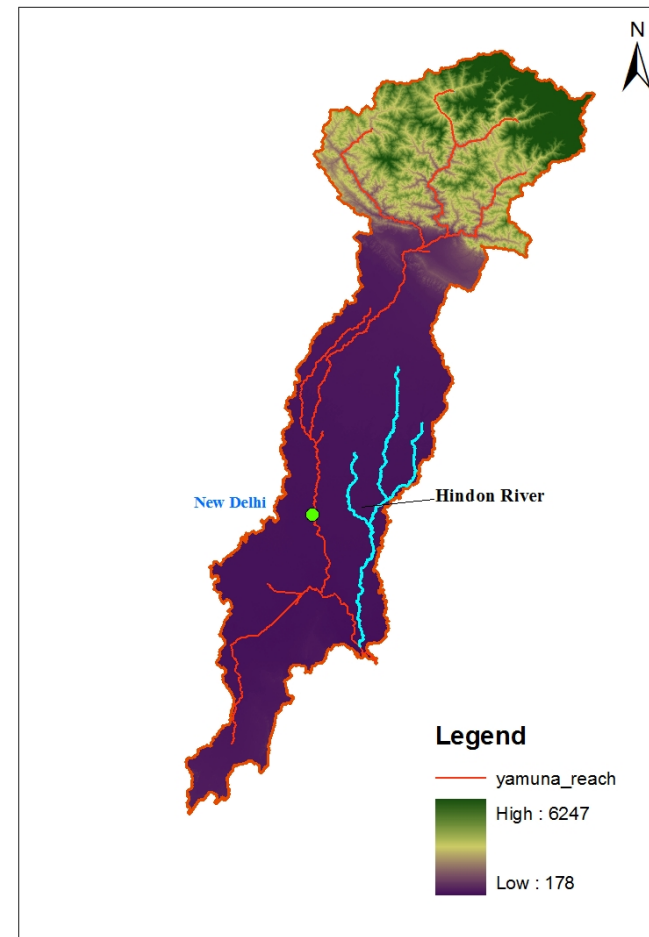 N
New Delhi
Hindon River
Legend
yamuna_reach
High : 6247
Low : 178